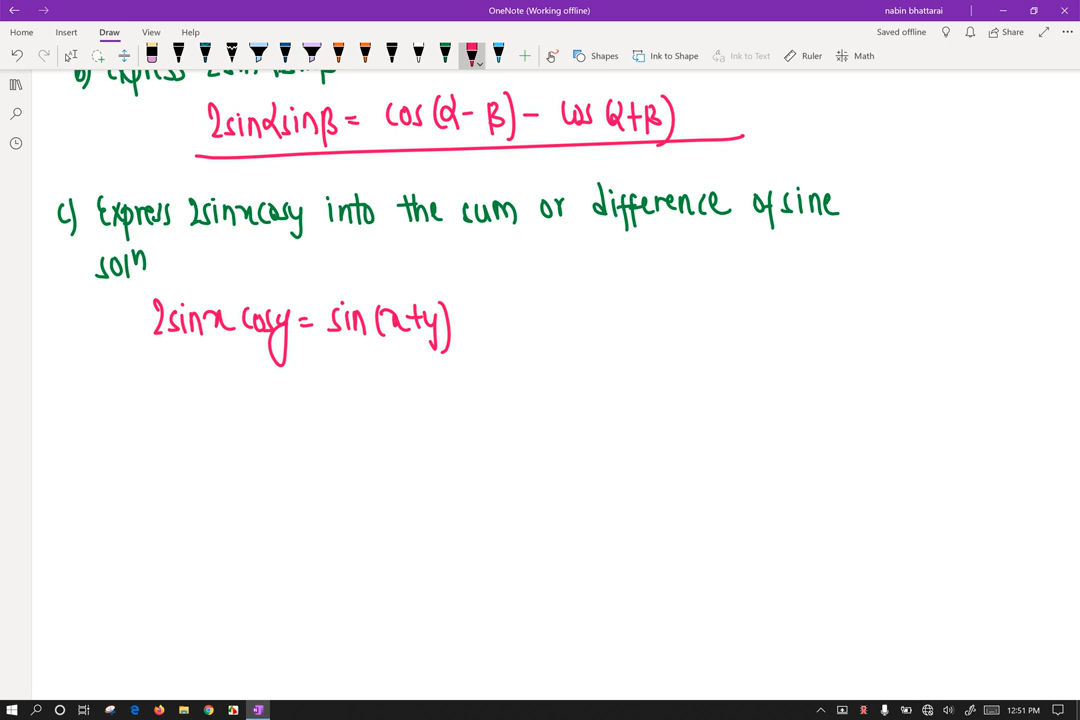 OneNote (Working offline)
nabin bhattarai
Home Insert Draw View Help
Saved offline
Share
Shapes
Ink to Shape
Ink to Text
Ruler
Math
b) Express
2sinαsinβ = cos(α-β) - cos(α+β)
c) Express 2sinxcosy into the sum or difference of sine
solⁿ
2sinx cosy = sin(x+y)
12:51 PM